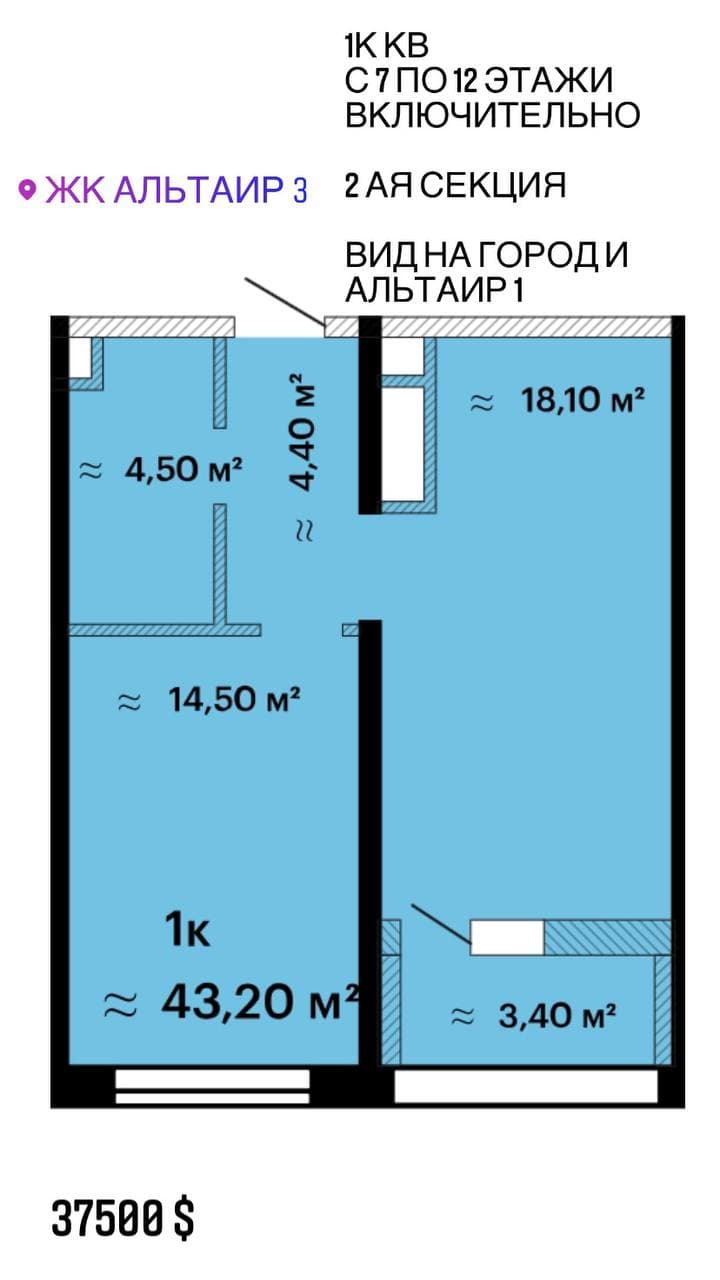 1К КВ
С 7 ПО 12 ЭТАЖИ
ВКЛЮЧИТЕЛЬНО
ЖК АЛЬТАИР 3
2 АЯ СЕКЦИЯ
ВИД НА ГОРОД И
АЛЬТАИР 1
≈ 18,10 м²
≈ 4,40 м²
≈ 4,50 м²
≈ 14,50 м²
1к
≈ 43,20 м²
≈ 3,40 м²
37500 $